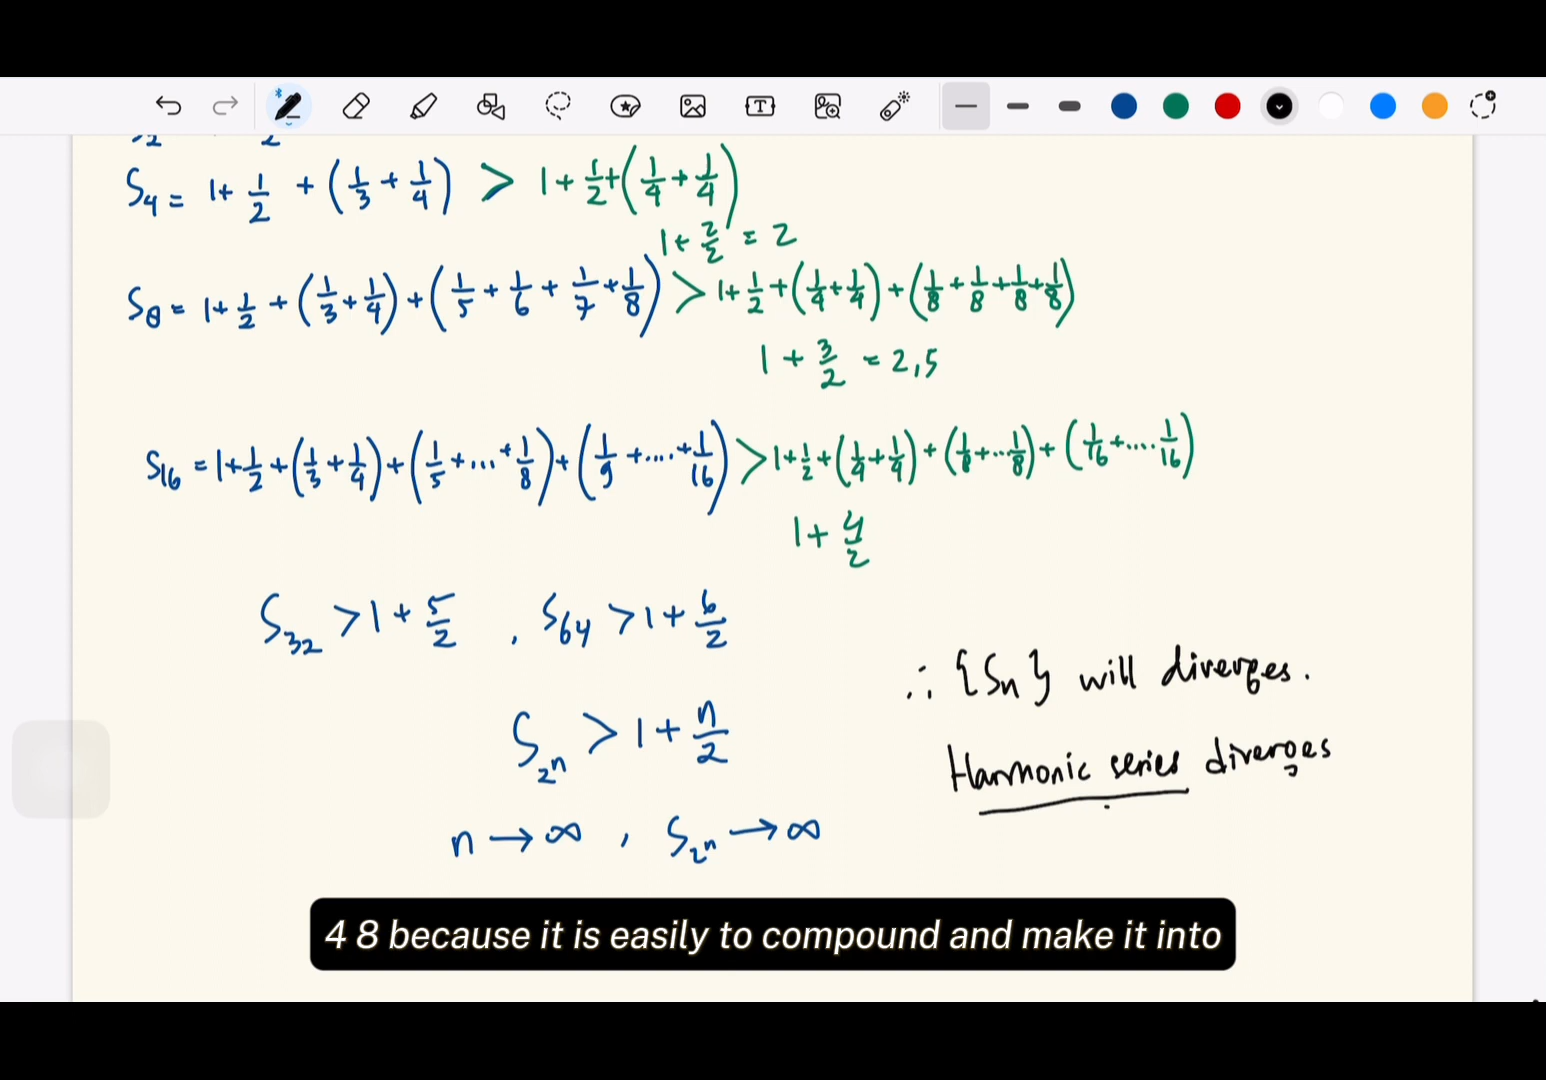 S₂ 2
S₄ = 1 + 1/2 + (1/3 + 1/4) > 1 + 1/2 + (1/4 + 1/4)
1 + 2/2 = 2
S₈ = 1 + 1/2 + (1/3 + 1/4) + (1/5 + 1/6 + 1/7 + 1/8) > 1 + 1/2 + (1/4 + 1/4) + (1/8 + 1/8 + 1/8 + 1/8)
1 + 3/2 = 2,5
S₁₆ = 1 + 1/2 + (1/3 + 1/4) + (1/5 + ... + 1/8) + (1/9 + .... + 1/16) > 1 + 1/2 + (1/4 + 1/4) + (1/8 + ... 1/8) + (1/16 + .... 1/16)
1 + 4/2
S₃₂ > 1 + 5/2 , S₆₄ > 1 + 6/2
∴ {Sn} will diverges.
S_2ⁿ > 1 + n/2
Harmonic series diverges
n → ∞ , S_2ⁿ → ∞
4 8 because it is easily to compound and make it into